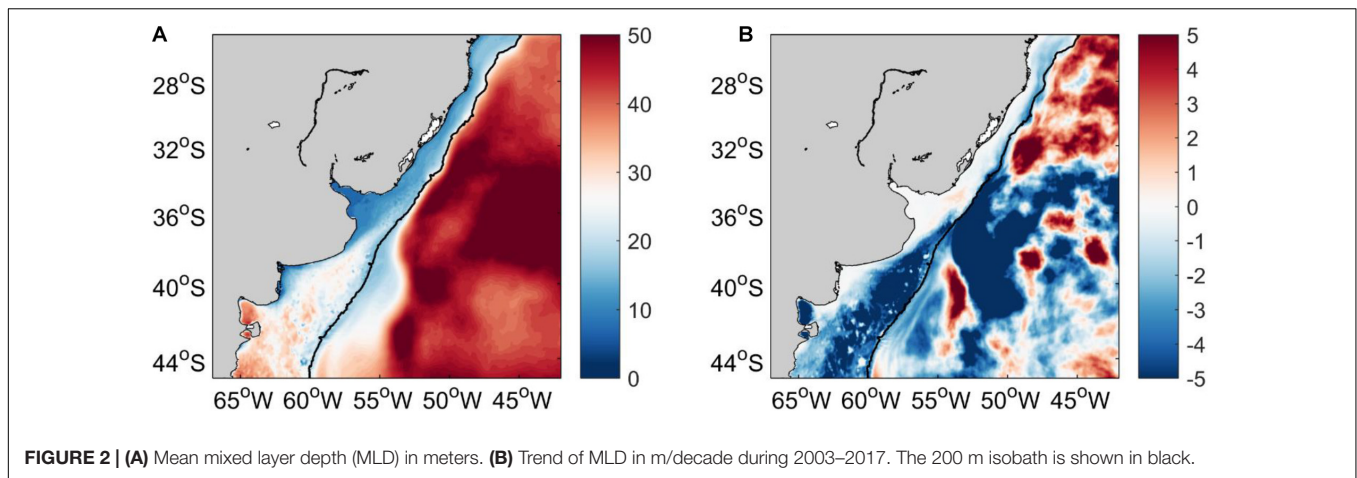 A
28°S
32°S
36°S
40°S
44°S
65°W 60°W 55°W 50°W 45°W
50
40
30
20
10
0
B
28°S
32°S
36°S
40°S
44°S
65°W 60°W 55°W 50°W 45°W
5
4
3
2
1
0
-1
-2
-3
-4
-5
FIGURE 2 | (A) Mean mixed layer depth (MLD) in meters. (B) Trend of MLD in m/decade during 2003–2017. The 200 m isobath is shown in black.